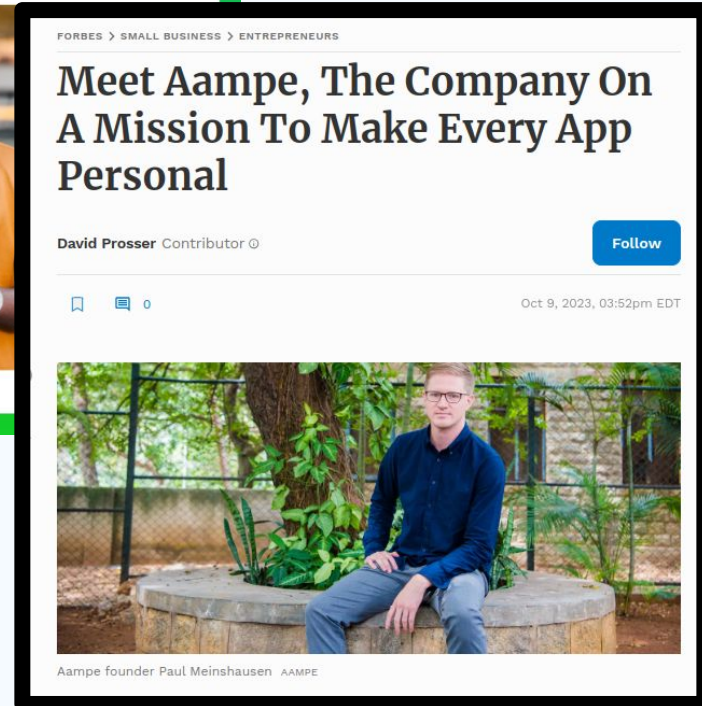 FORBES > SMALL BUSINESS > ENTREPRENEURS
Meet Aampe, The Company On
A Mission To Make Every App
Personal
David Prosser Contributor
Follow
0
Oct 9, 2023, 03:52pm EDT
Aampe founder Paul Meinshausen AAMPE